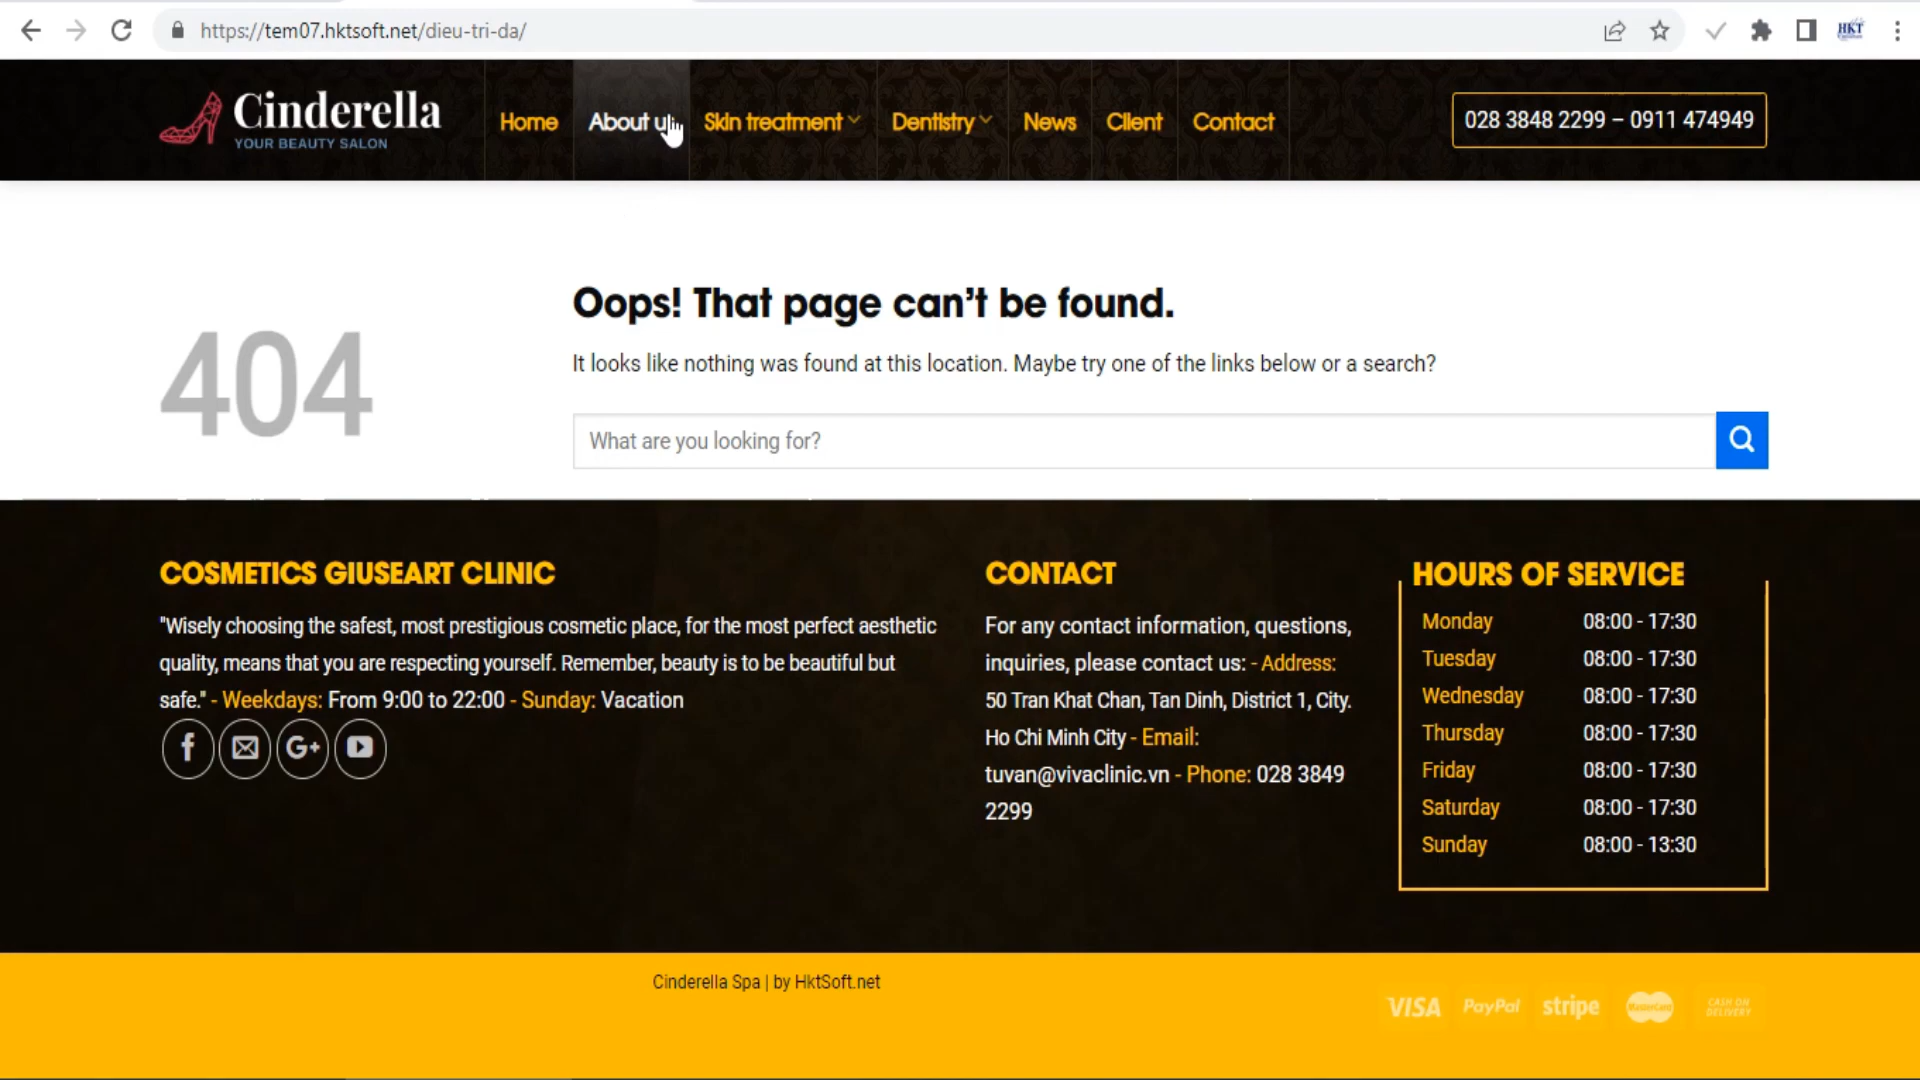 https://tem07.hktsoft.net/dieu-tri-da/
HKT
Cinderella
YOUR BEAUTY SALON
Home
About us
Skin treatment
Dentistry
News
Client
Contact
028 3848 2299 – 0911 474949
404
Oops! That page can't be found.
It looks like nothing was found at this location. Maybe try one of the links below or a search?
What are you looking for?
COSMETICS GIUSEART CLINIC
"Wisely choosing the safest, most prestigious cosmetic place, for the most perfect aesthetic
quality, means that you are respecting yourself. Remember, beauty is to be beautiful but
safe." - Weekdays: From 9:00 to 22:00 - Sunday: Vacation
G+
CONTACT
For any contact information, questions,
inquiries, please contact us: - Address:
50 Tran Khat Chan, Tan Dinh, District 1, City.
Ho Chi Minh City - Email:
tuvan@vivaclinic.vn - Phone: 028 3849
2299
HOURS OF SERVICE
Monday 08:00 - 17:30
Tuesday 08:00 - 17:30
Wednesday 08:00 - 17:30
Thursday 08:00 - 17:30
Friday 08:00 - 17:30
Saturday 08:00 - 17:30
Sunday 08:00 - 13:30
Cinderella Spa | by HktSoft.net
VISA
PayPal
stripe
MasterCard
CASH ON
DELIVERY